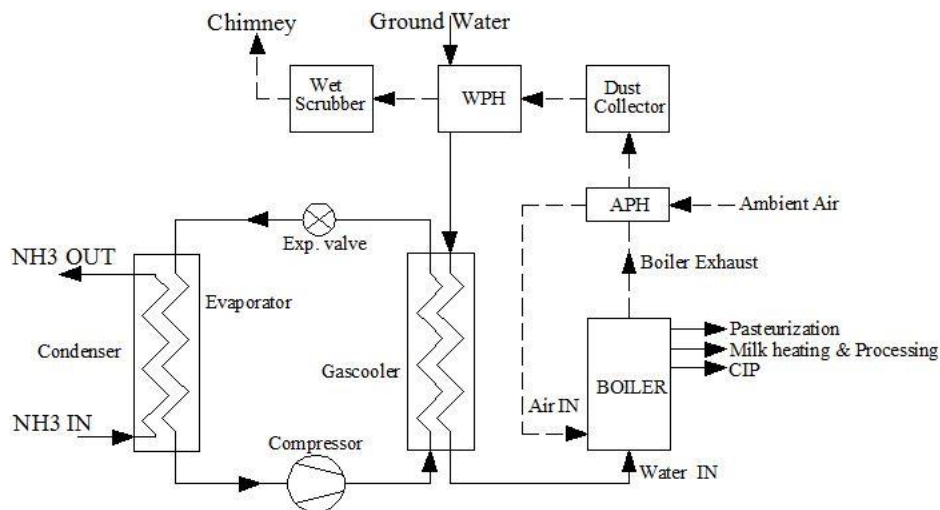 Chimney
Ground Water
Wet
Scrubber
WPH
Dust
Collector
APH
Ambient Air
Exp. valve
NH3 OUT
Boiler Exhaust
Evaporator
Condenser
Gascooler
Pasteurization
Milk heating & Processing
CIP
BOILER
Air IN
NH3 IN
Compressor
Water IN